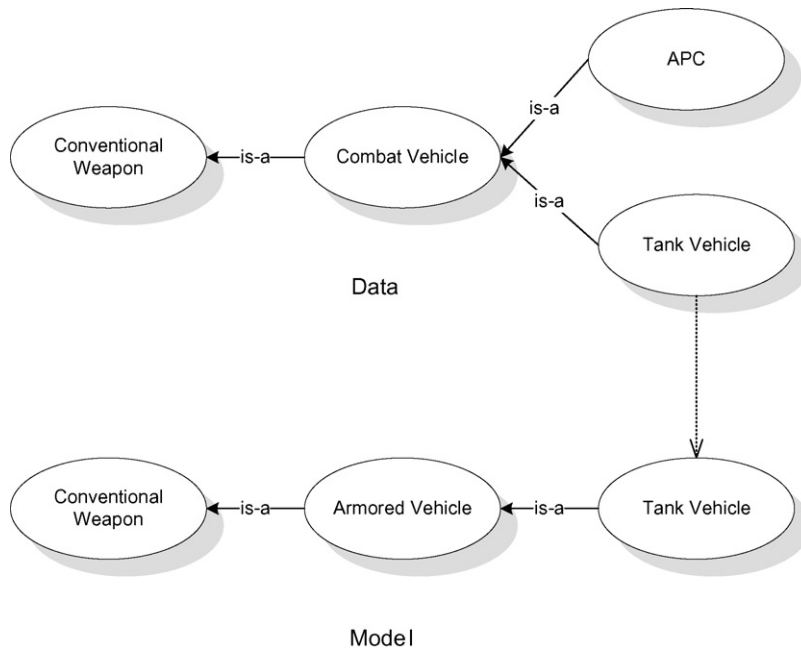 APC
is-a
Conventional
Weapon
is-a
Combat Vehicle
is-a
Tank Vehicle
Data
Conventional
Weapon
is-a
Armored Vehicle
is-a
Tank Vehicle
Model